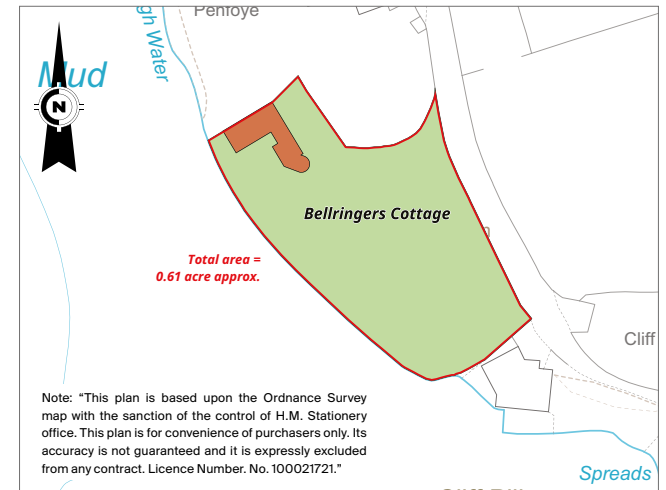 Penfoye
gh Water
Mud
N
Bellringers Cottage
Total area =
0.61 acre approx.
Cliff
Note: “This plan is based upon the Ordnance Survey
map with the sanction of the control of H.M. Stationery
office. This plan is for convenience of purchasers only. Its
accuracy is not guaranteed and it is expressly excluded
from any contract. Licence Number. No. 100021721.”
Spreads